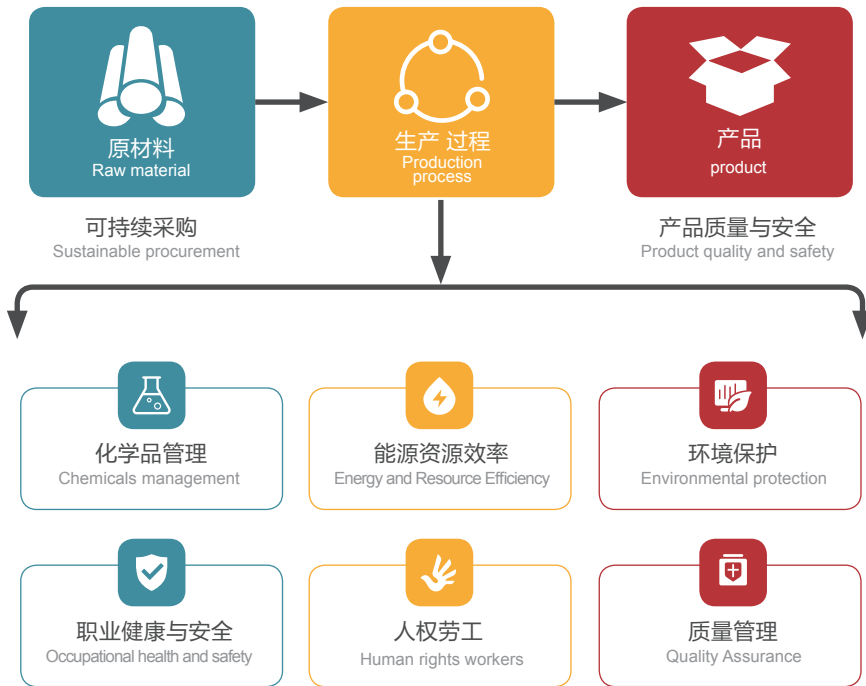 原材料
Raw material
生产 过程
Production
process
产品
product
可持续采购
Sustainable procurement
产品质量与安全
Product quality and safety
化学品管理
Chemicals management
能源资源效率
Energy and Resource Efficiency
环境保护
Environmental protection
职业健康与安全
Occupational health and safety
人权劳工
Human rights workers
质量管理
Quality Assurance